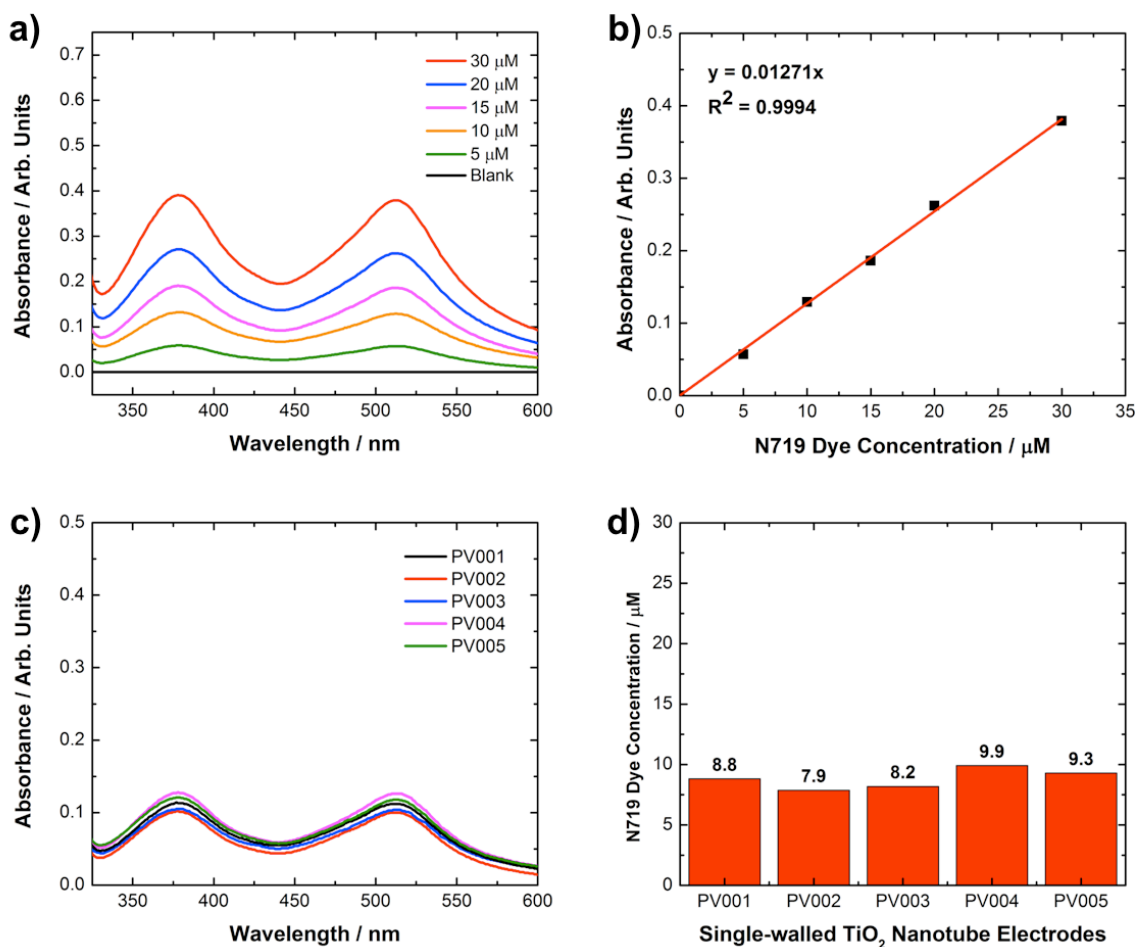 a)
0.7
0.6
0.5
0.4
0.3
0.2
0.1
0.0
Absorbance / Arb. Units
30 μM
20 μM
15 μM
10 μM
5 μM
Blank
350 400 450 500 550 600
Wavelength / nm
b)
0.5
0.4
0.3
0.2
0.1
0.0
Absorbance / Arb. Units
y = 0.01271x
R² = 0.9994
0 5 10 15 20 25 30 35
N719 Dye Concentration / μM
c)
0.5
0.4
0.3
0.2
0.1
0.0
Absorbance / Arb. Units
PV001
PV002
PV003
PV004
PV005
350 400 450 500 550 600
Wavelength / nm
d)
30
25
20
15
10
5
0
N719 Dye Concentration / μM
8.8 7.9 8.2 9.9 9.3
PV001 PV002 PV003 PV004 PV005
Single-walled TiO₂ Nanotube Electrodes